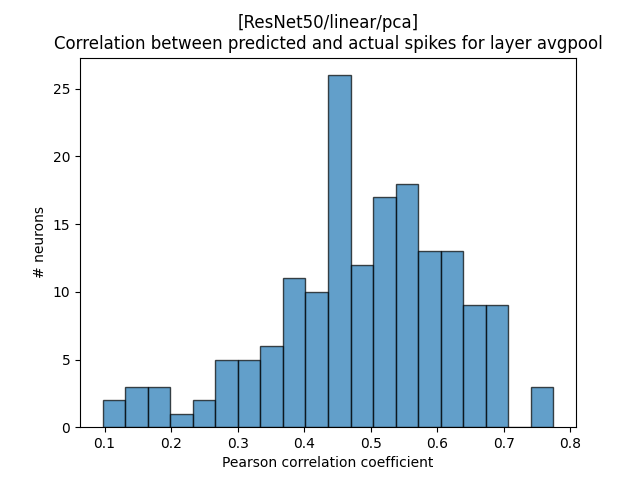 [ResNet50/linear/pca]
Correlation between predicted and actual spikes for layer avgpool
# neurons
25
20
15
10
5
0
0.1 0.2 0.3 0.4 0.5 0.6 0.7 0.8
Pearson correlation coefficient